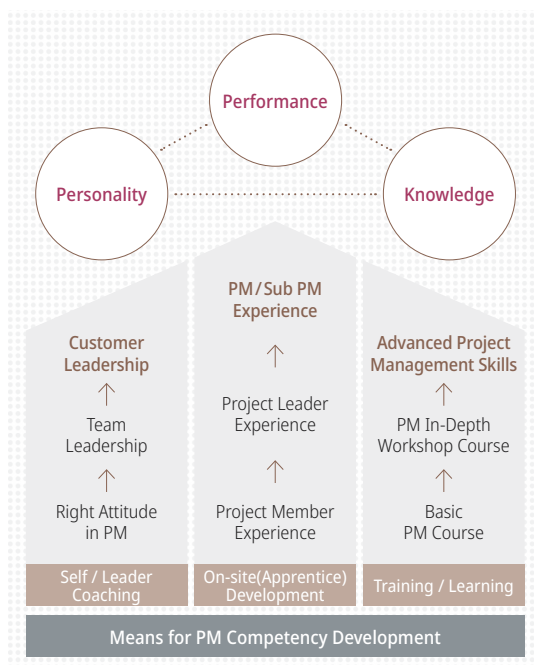 Performance
Personality
Knowledge
PM/Sub PM
Experience
Customer
Leadership
Advanced Project
Management Skills
Project Leader
Experience
Team
Leadership
PM In-Depth
Workshop Course
Right Attitude
in PM
Project Member
Experience
Basic
PM Course
Self / Leader
Coaching
On-site(Apprentice)
Development
Training / Learning
Means for PM Competency Development